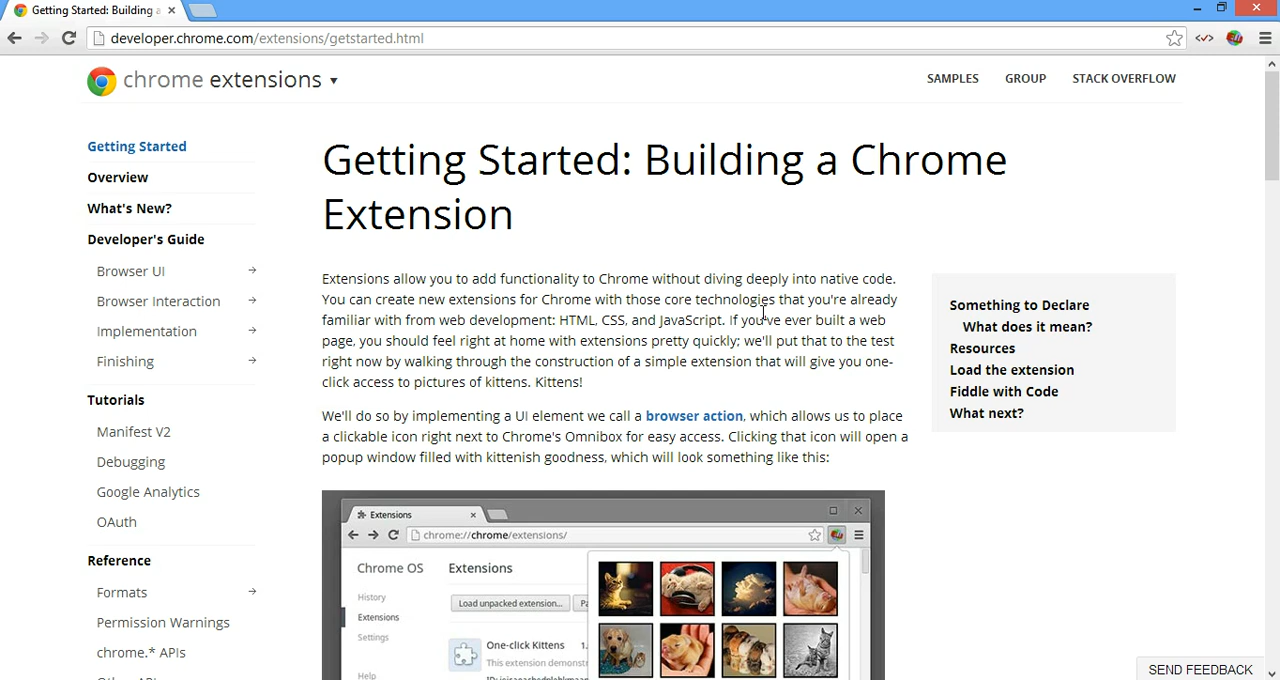 Getting Started: Building a
developer.chrome.com/extensions/getstarted.html
chrome extensions
SAMPLES
GROUP
STACK OVERFLOW
Getting Started
Overview
What's New?
Developer's Guide
Browser UI
Browser Interaction
Implementation
Finishing
Tutorials
Manifest V2
Debugging
Google Analytics
OAuth
Reference
Formats
Permission Warnings
chrome.* APIs
Getting Started: Building a Chrome
Extension
Extensions allow you to add functionality to Chrome without diving deeply into native code.
You can create new extensions for Chrome with those core technologies that you're already
familiar with from web development: HTML, CSS, and JavaScript. If you've ever built a web
page, you should feel right at home with extensions pretty quickly; we'll put that to the test
right now by walking through the construction of a simple extension that will give you one-
click access to pictures of kittens. Kittens!
We'll do so by implementing a UI element we call a browser action, which allows us to place
a clickable icon right next to Chrome's Omnibox for easy access. Clicking that icon will open a
popup window filled with kittenish goodness, which will look something like this:
Something to Declare
What does it mean?
Resources
Load the extension
Fiddle with Code
What next?
Extensions
chrome://chrome/extensions/
Chrome OS
History
Extensions
Settings
Help
Extensions
Load unpacked extension...
Pa
One-click Kittens 1.
This extension demonst
SEND FEEDBACK